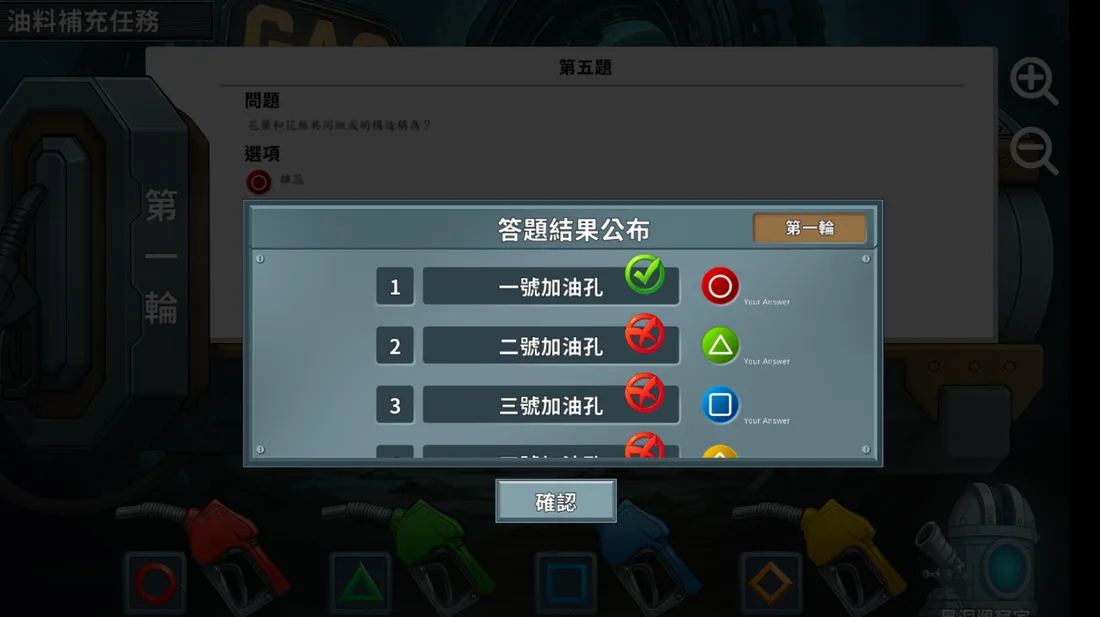 油料補充任務
GAS
第五題
問題
花藥和花絲共同組成的構造稱為？
選項
雄蕊
第一輪
答題結果公布
第一輪
1
一號加油孔
Your Answer
2
二號加油孔
Your Answer
3
三號加油孔
Your Answer
確認